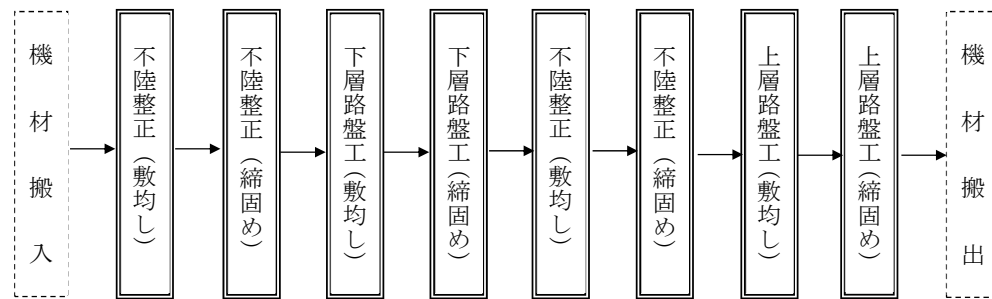 機材搬入
不陸整正（敷均し）
不陸整正（締固め）
下層路盤工（敷均し）
下層路盤工（締固め）
不陸整正（敷均し）
不陸整正（締固め）
上層路盤工（敷均し）
上層路盤工（締固め）
機材搬出